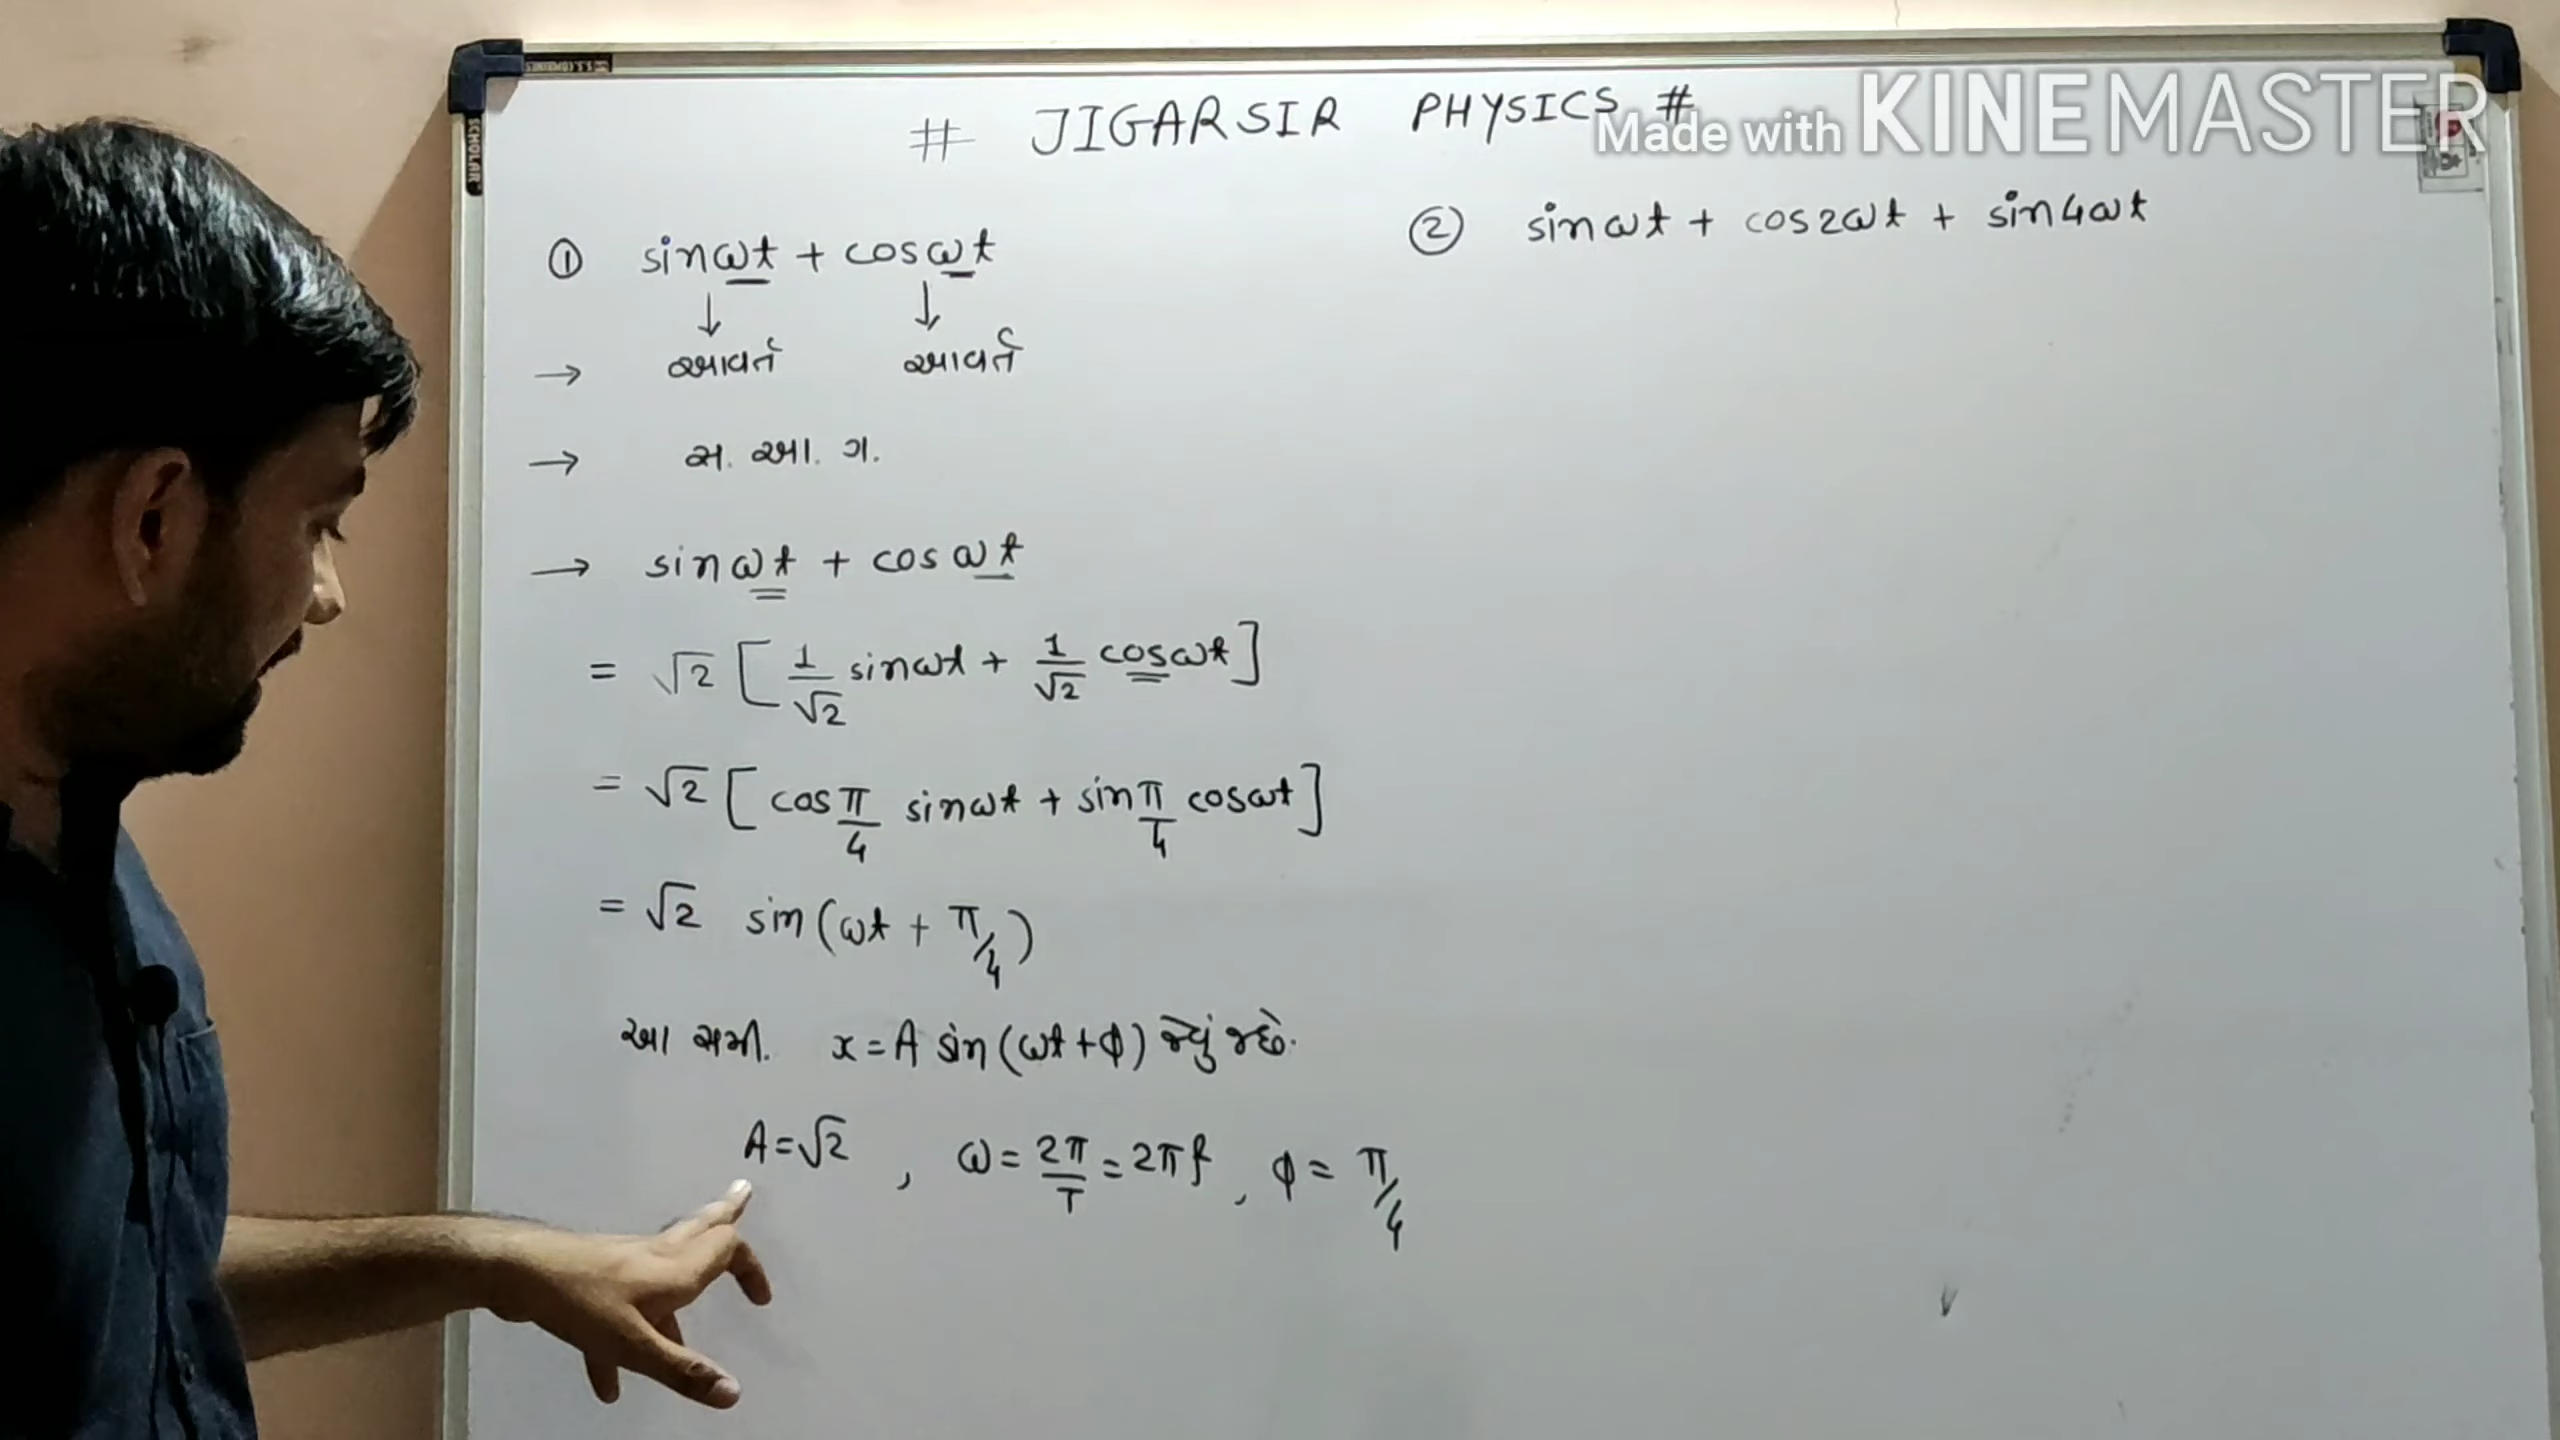 # JIGARSIR PHYSICS #
Made with KINEMASTER
SCHOLAR
① sinωt + cosωt
↓ ↓
→ આવર્ત આવર્ત
→ સ. આ. ગ.
→ sinωt + cosωt
= √2 [ 1/√2 sinωt + 1/√2 cosωt ]
= √2 [ cos π/4 sinωt + sin π/4 cosωt ]
= √2 sin(ωt + π/4)
આ સમી. x = A sin(ωt + ϕ)
A = √2 , ω = 2π/T = 2πf , ϕ = π/4
② sinωt + cos2ωt + sin4ωt